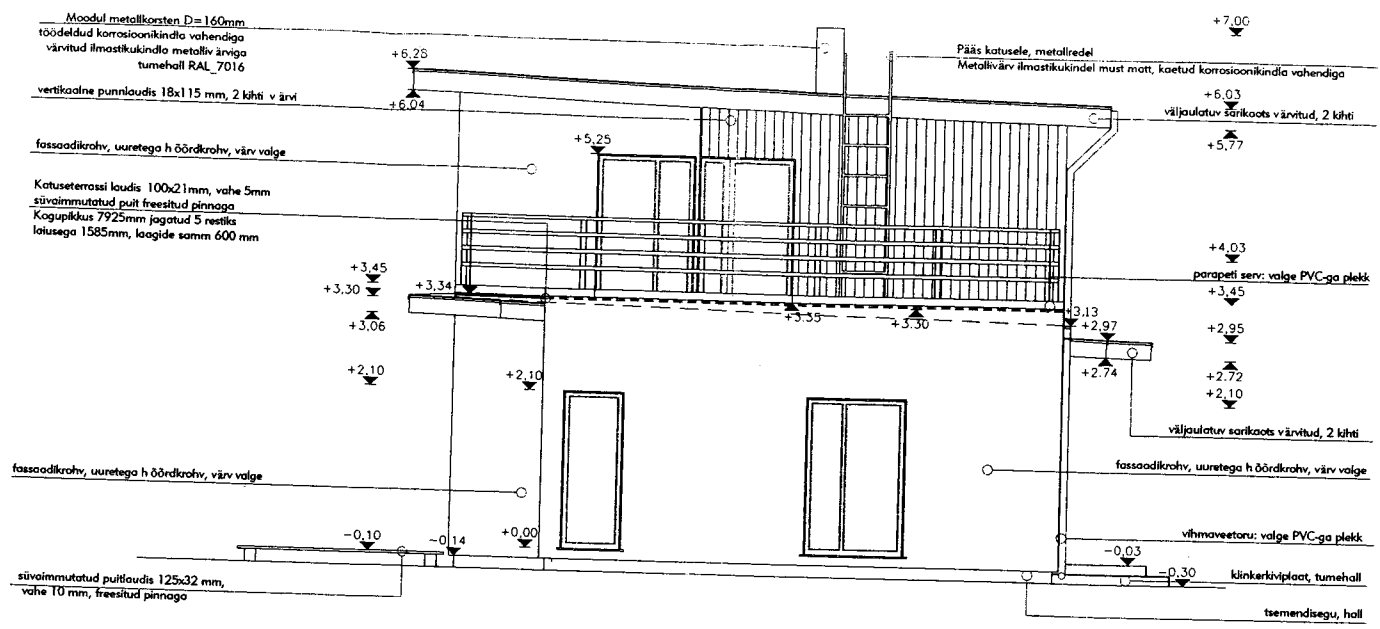 Moodul metallkorsten D=160mm
töödeldud korrosioonikindla vahendiga
värvitud ilmastikukindla metalliv ärviga
tumehall RAL_7016
vertikaalne punnlaudis 18x115 mm, 2 kihti v ärvi
fassaadikrohv, uuretega h õõrdkrohv, värv valge
Katuseterrassi laudis 100x21mm, vahe 5mm
süvaimmutatud puit freesitud pinnaga
Kogupikkus 7925mm jagatud 5 restiks
laiusega 1585mm, laagide samm 600 mm
+6,28
+6,04
+5,25
+7,00
Pääs katusele, metallredel
Metallivärv ilmastikukindel must matt, kaetud korrosioonikindla vahendiga
+6,03
väljaulatuv sarikaots värvitud, 2 kihti
+5,77
+4,03
parapeti serv: valge PVC-ga plekk
+3,45
+3,45
+3,30
+3,34
+3,06
+3,35
+3,30
+3,13
+2,97
+2,95
+2,74
+2,72
+2,10
+2,10
+2,10
väljaulatuv sarikaots värvitud, 2 kihti
fassaadikrohv, uuretega h õõrdkrohv, värv valge
fassaadikrohv, uuretega h õõrdkrohv, värv valge
-0,10
-0,14
+0,00
vihmaveetoru: valge PVC-ga plekk
-0,03
-0,30
klinkerkiviplaat, tumehall
süvaimmutatud puitlaudis 125x32 mm,
vahe 10 mm, freesitud pinnaga
tsemendisegu, hall